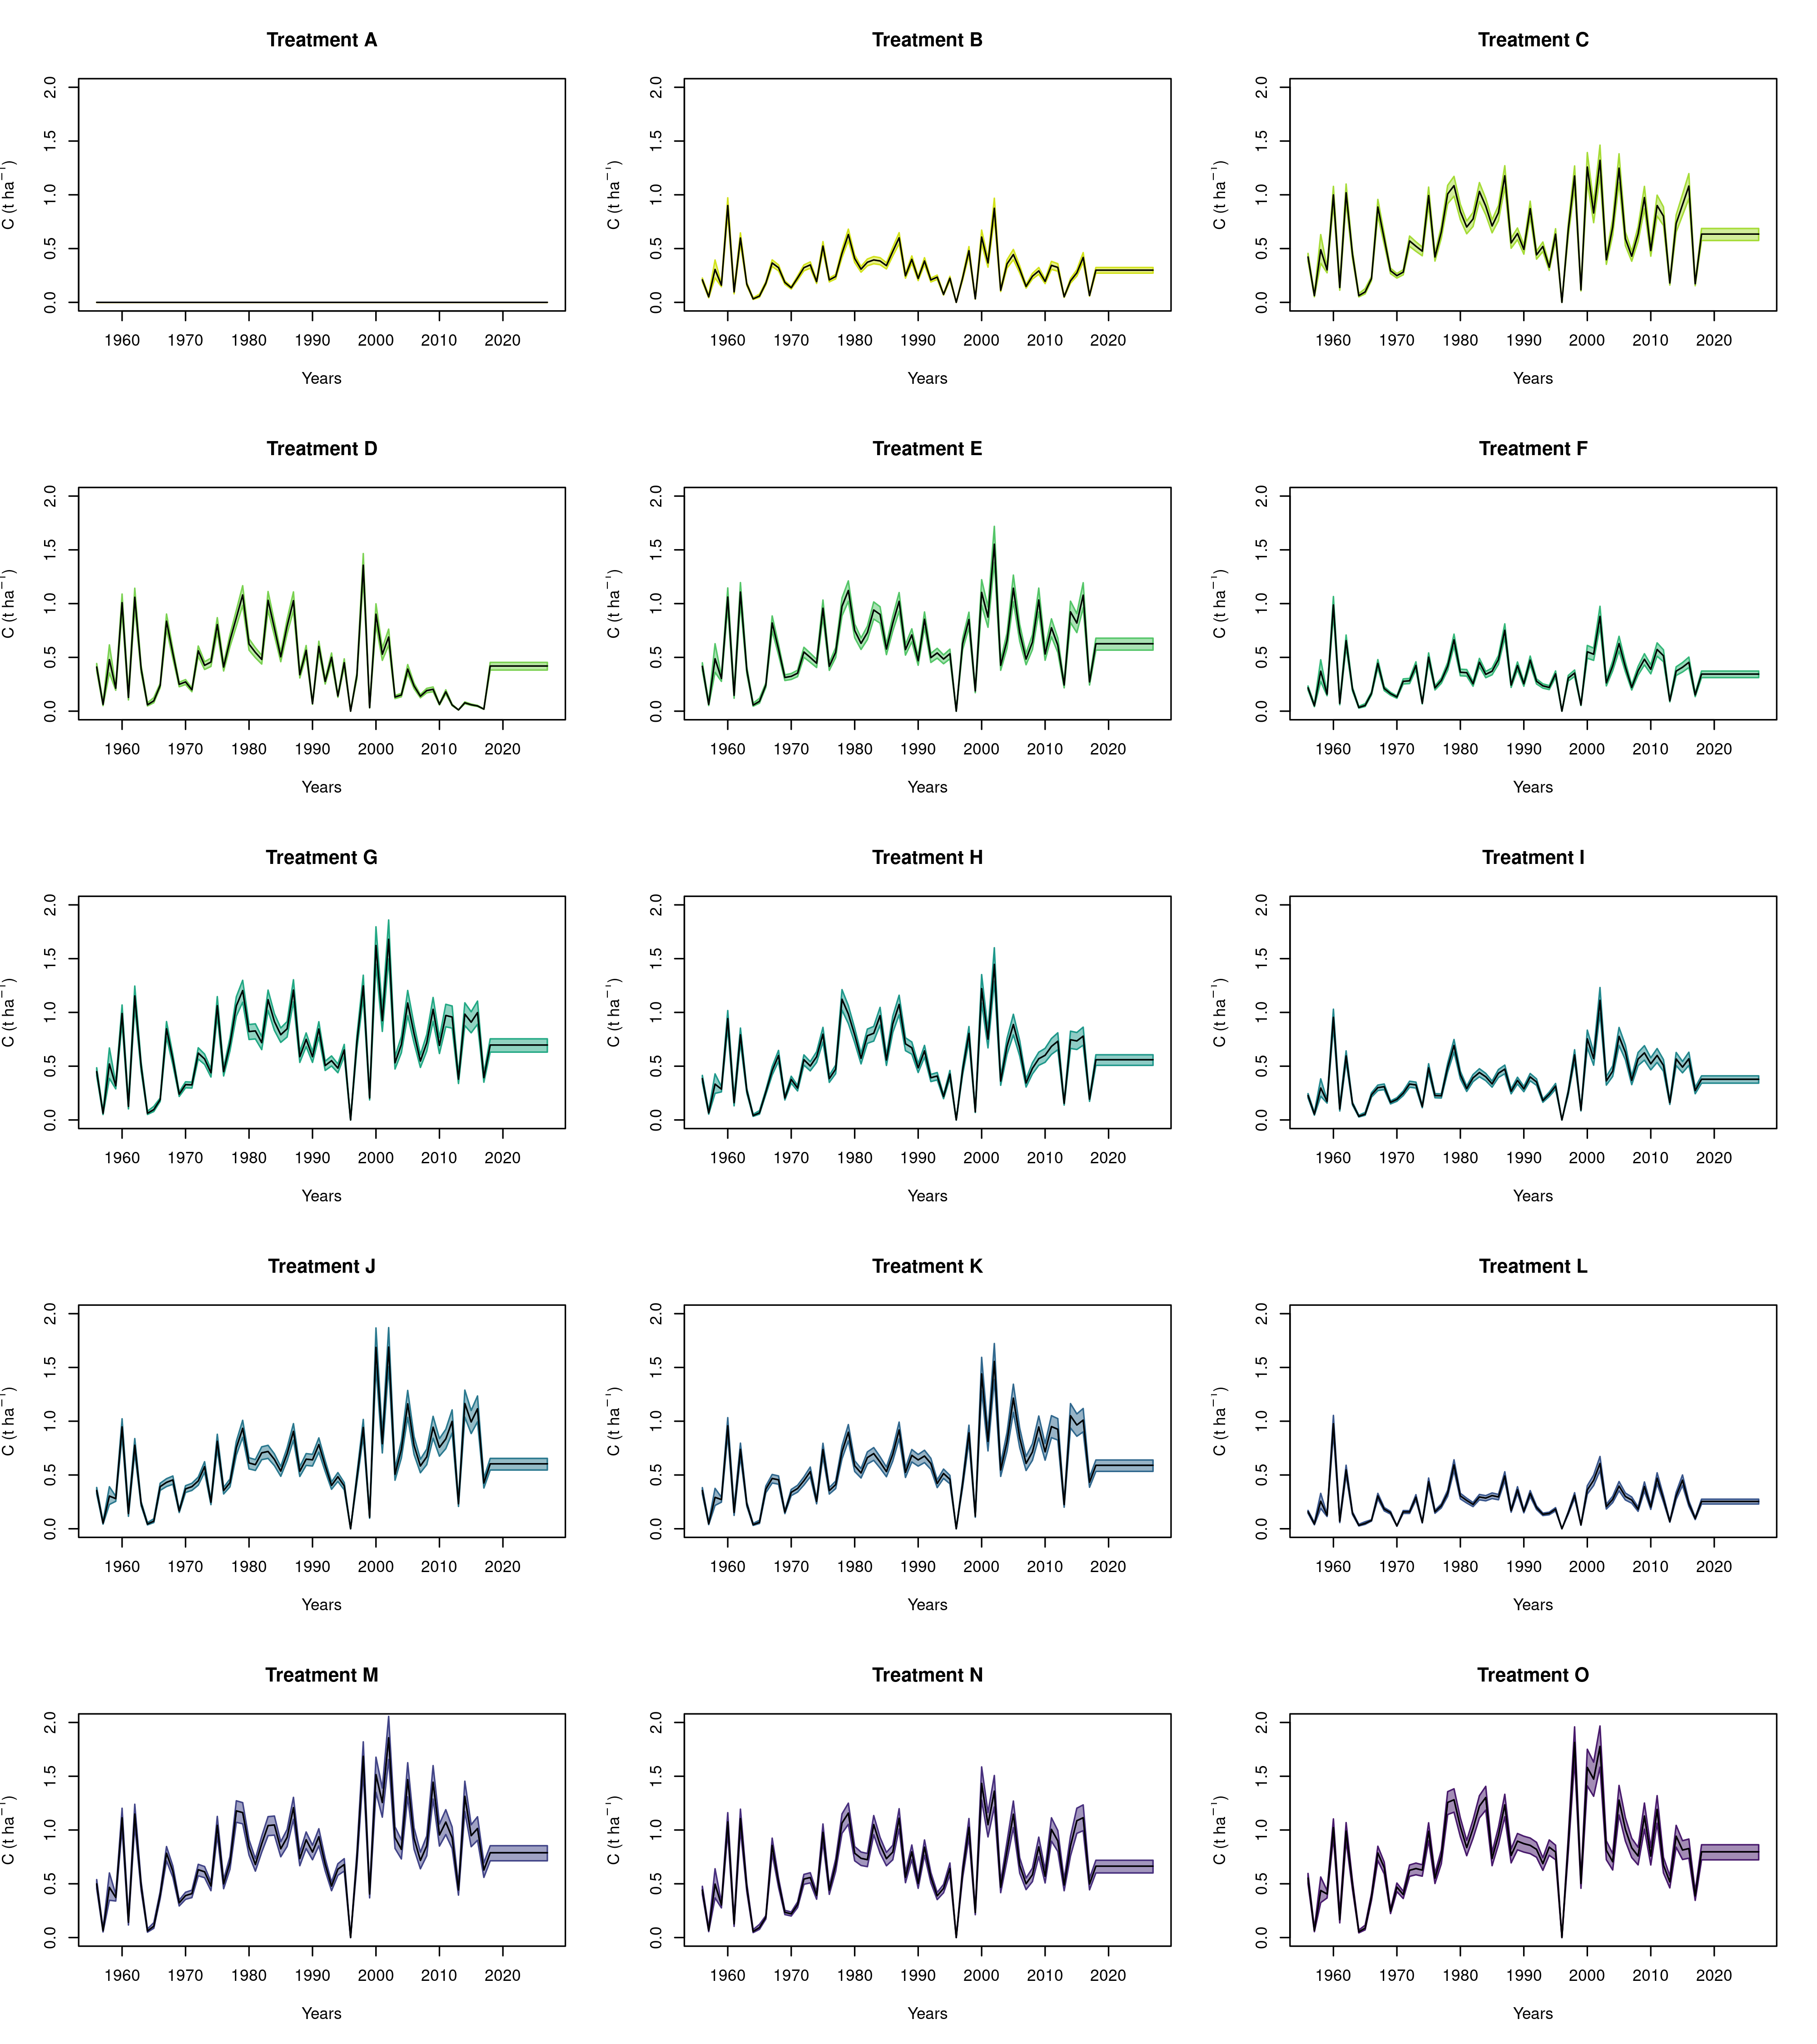 Treatment A
C (t ha⁻¹)
0.0 0.5 1.0 1.5 2.0
1960 1970 1980 1990 2000 2010 2020
Years
Treatment B
C (t ha⁻¹)
0.0 0.5 1.0 1.5 2.0
1960 1970 1980 1990 2000 2010 2020
Years
Treatment C
C (t ha⁻¹)
0.0 0.5 1.0 1.5 2.0
1960 1970 1980 1990 2000 2010 2020
Years
Treatment D
C (t ha⁻¹)
0.0 0.5 1.0 1.5 2.0
1960 1970 1980 1990 2000 2010 2020
Years
Treatment E
C (t ha⁻¹)
0.0 0.5 1.0 1.5 2.0
1960 1970 1980 1990 2000 2010 2020
Years
Treatment F
C (t ha⁻¹)
0.0 0.5 1.0 1.5 2.0
1960 1970 1980 1990 2000 2010 2020
Years
Treatment G
C (t ha⁻¹)
0.0 0.5 1.0 1.5 2.0
1960 1970 1980 1990 2000 2010 2020
Years
Treatment H
C (t ha⁻¹)
0.0 0.5 1.0 1.5 2.0
1960 1970 1980 1990 2000 2010 2020
Years
Treatment I
C (t ha⁻¹)
0.0 0.5 1.0 1.5 2.0
1960 1970 1980 1990 2000 2010 2020
Years
Treatment J
C (t ha⁻¹)
0.0 0.5 1.0 1.5 2.0
1960 1970 1980 1990 2000 2010 2020
Years
Treatment K
C (t ha⁻¹)
0.0 0.5 1.0 1.5 2.0
1960 1970 1980 1990 2000 2010 2020
Years
Treatment L
C (t ha⁻¹)
0.0 0.5 1.0 1.5 2.0
1960 1970 1980 1990 2000 2010 2020
Years
Treatment M
C (t ha⁻¹)
0.0 0.5 1.0 1.5 2.0
1960 1970 1980 1990 2000 2010 2020
Years
Treatment N
C (t ha⁻¹)
0.0 0.5 1.0 1.5 2.0
1960 1970 1980 1990 2000 2010 2020
Years
Treatment O
C (t ha⁻¹)
0.0 0.5 1.0 1.5 2.0
1960 1970 1980 1990 2000 2010 2020
Years